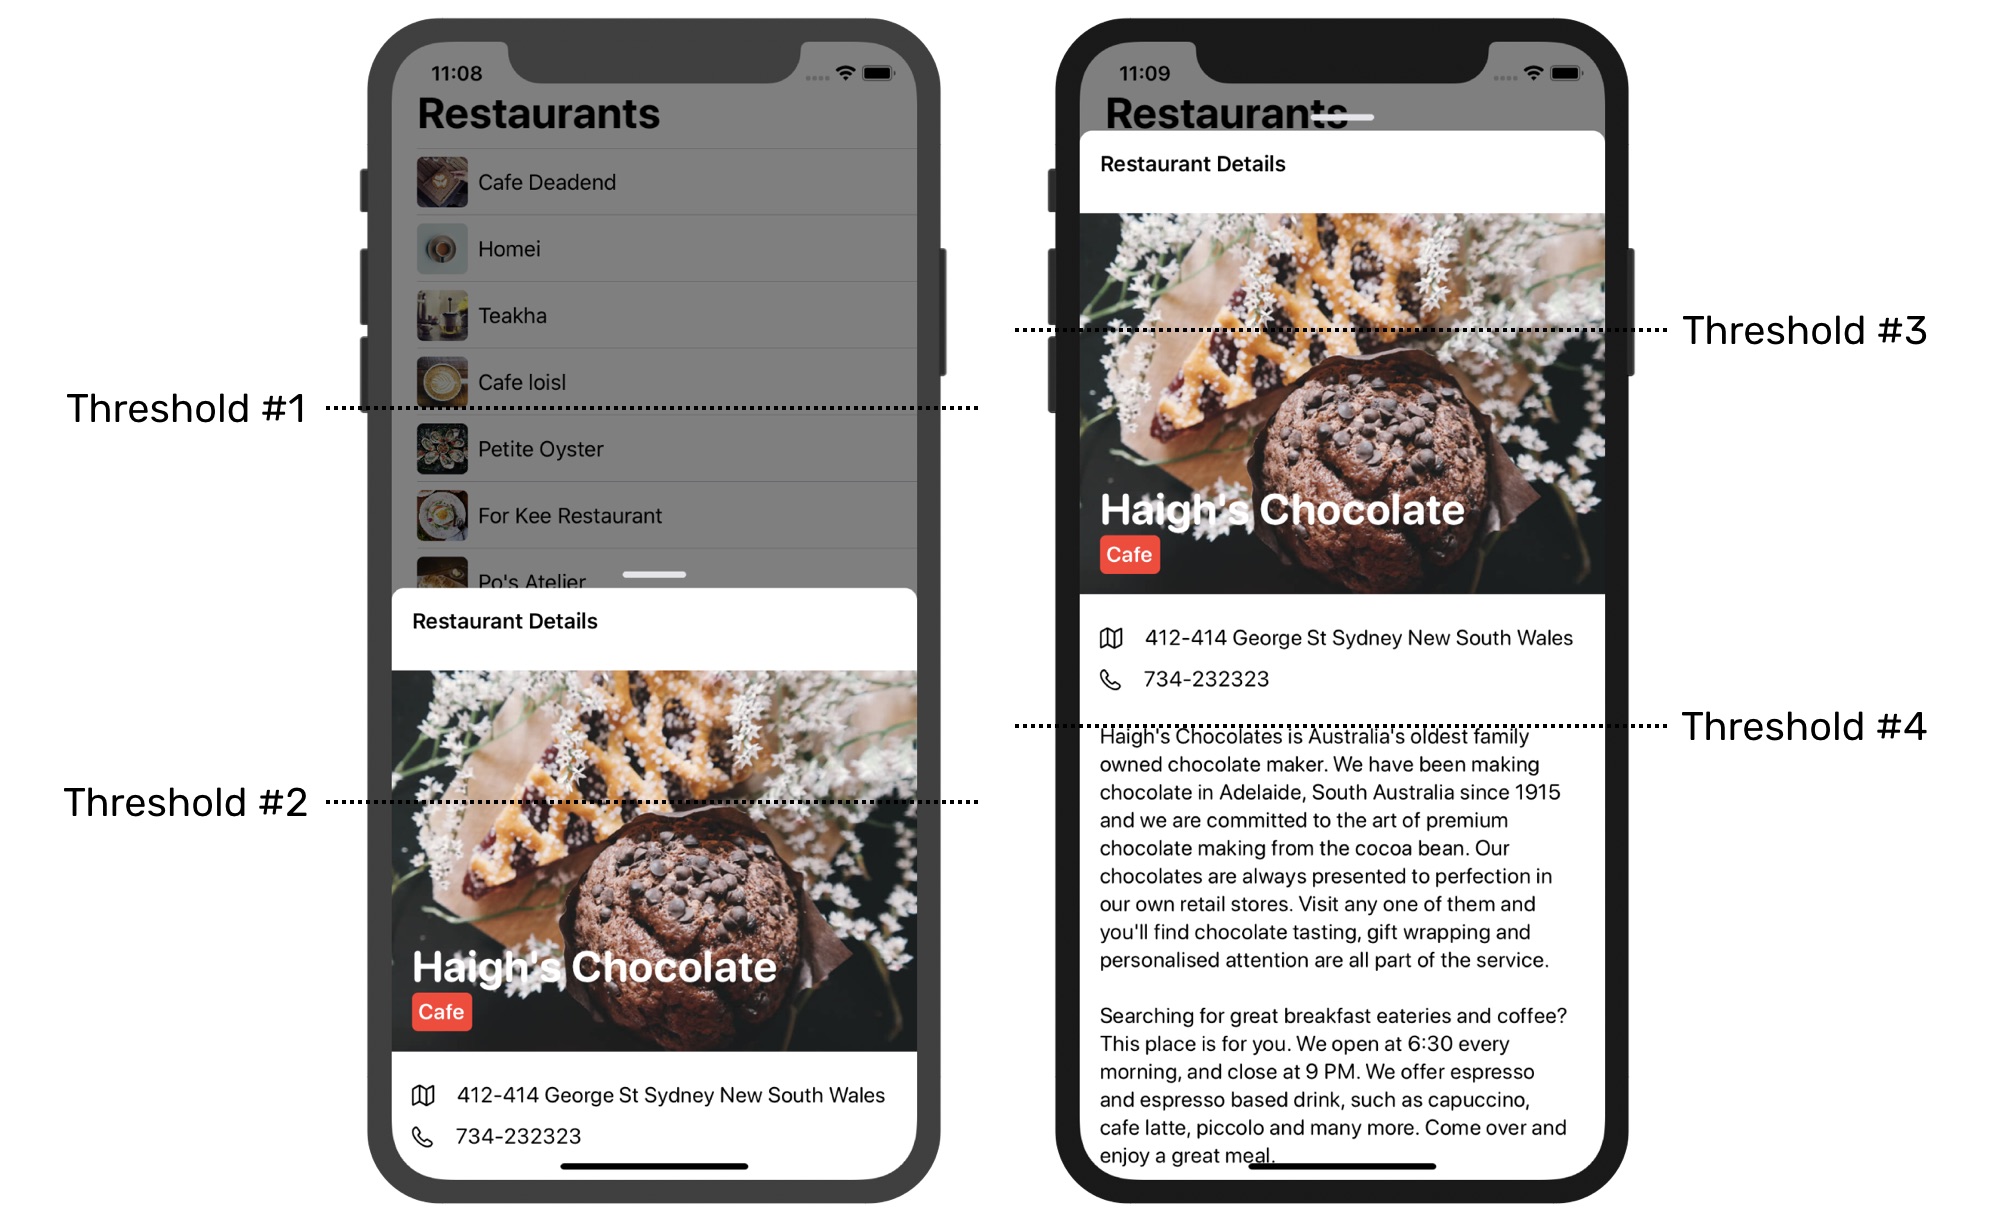 11:08
Restaurants
Cafe Deadend
Homei
Teakha
Cafe loisl
Threshold #1
Petite Oyster
For Kee Restaurant
Po's Atelier
Restaurant Details
Threshold #2
Haigh's Chocolate
Cafe
412-414 George St Sydney New South Wales
734-232323
11:09
Restaurants
Restaurant Details
Threshold #3
Haigh's Chocolate
Cafe
412-414 George St Sydney New South Wales
734-232323
Threshold #4
Haigh's Chocolates is Australia's oldest family
owned chocolate maker. We have been making
chocolate in Adelaide, South Australia since 1915
and we are committed to the art of premium
chocolate making from the cocoa bean. Our
chocolates are always presented to perfection in
our own retail stores. Visit any one of them and
you'll find chocolate tasting, gift wrapping and
personalised attention are all part of the service.
Searching for great breakfast eateries and coffee?
This place is for you. We open at 6:30 every
morning, and close at 9 PM. We offer espresso
and espresso based drink, such as capuccino,
cafe latte, piccolo and many more. Come over and
enjoy a great meal.